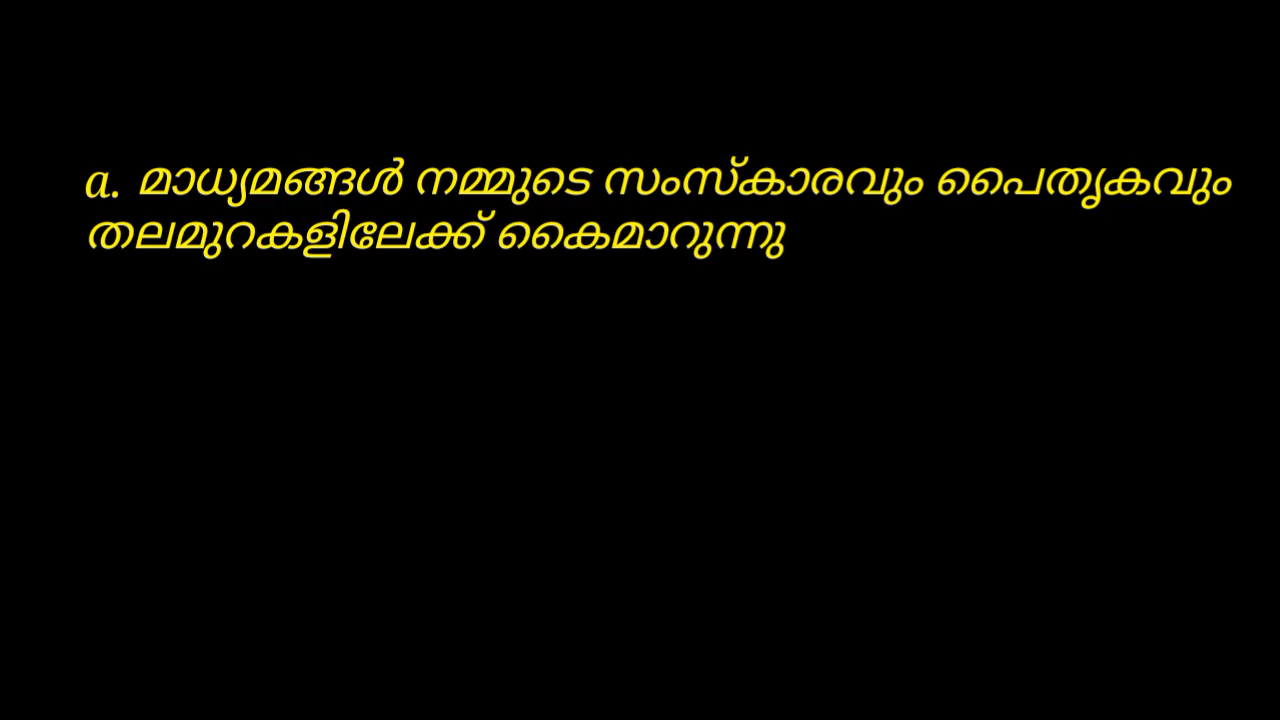 a. മാധ്യമങ്ങൾ നമ്മുടെ സംസ്കാരവും പൈതൃകവും
തലമുറകളിലേക്ക് കൈമാറുന്നു